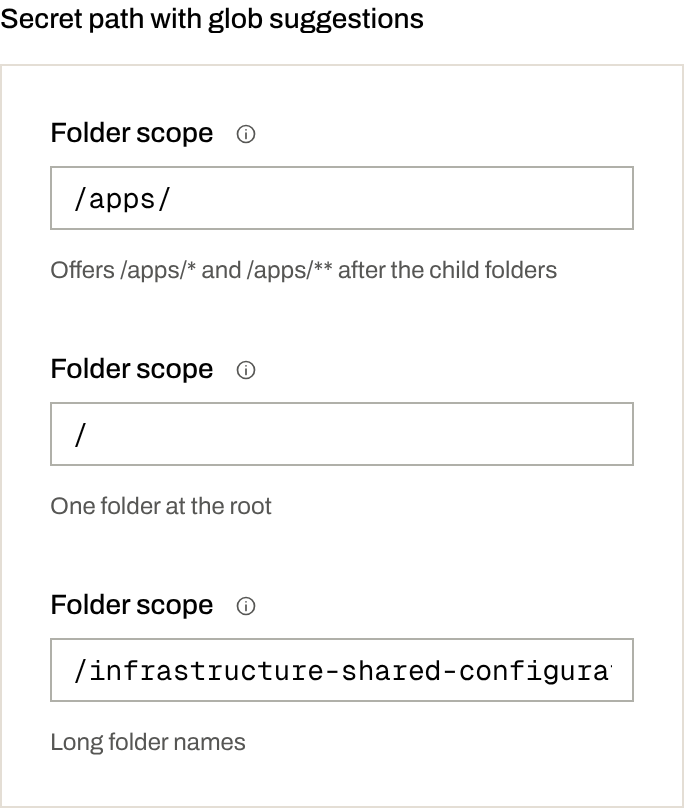 Secret path with glob suggestions
Folder scope
/apps/
Offers /apps/* and /apps/** after the child folders
Folder scope
/
One folder at the root
Folder scope
/infrastructure-shared-configura
Long folder names